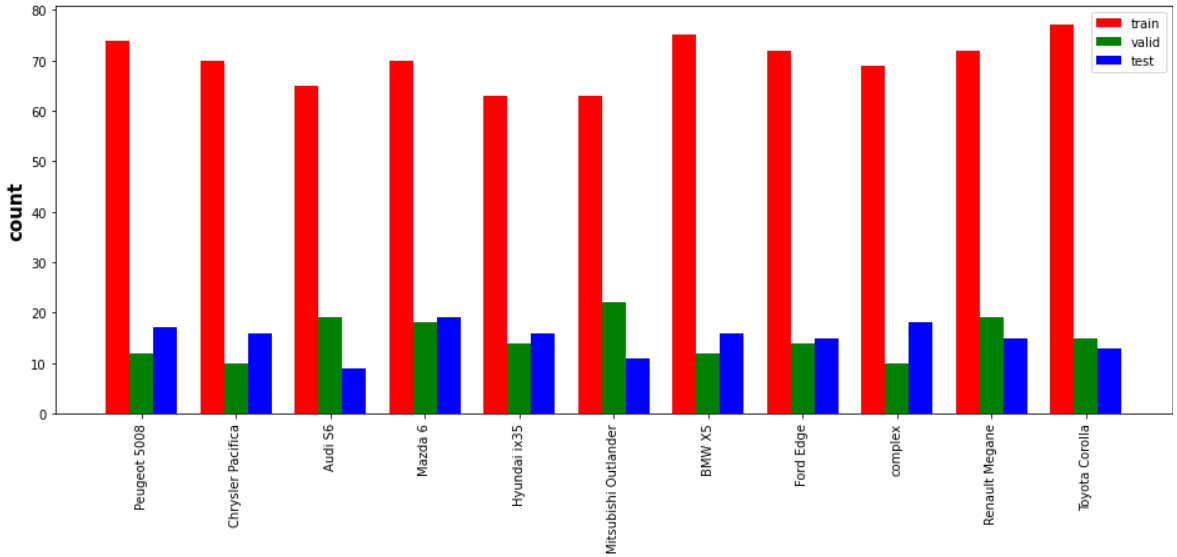 80
70
60
50
40
30
20
10
0
count
train
valid
test
Peugeot 5008
Chrysler Pacifica
Audi S6
Mazda 6
Hyundai ix35
Mitsubishi Outlander
BMW X5
Ford Edge
complex
Renault Megane
Toyota Corolla